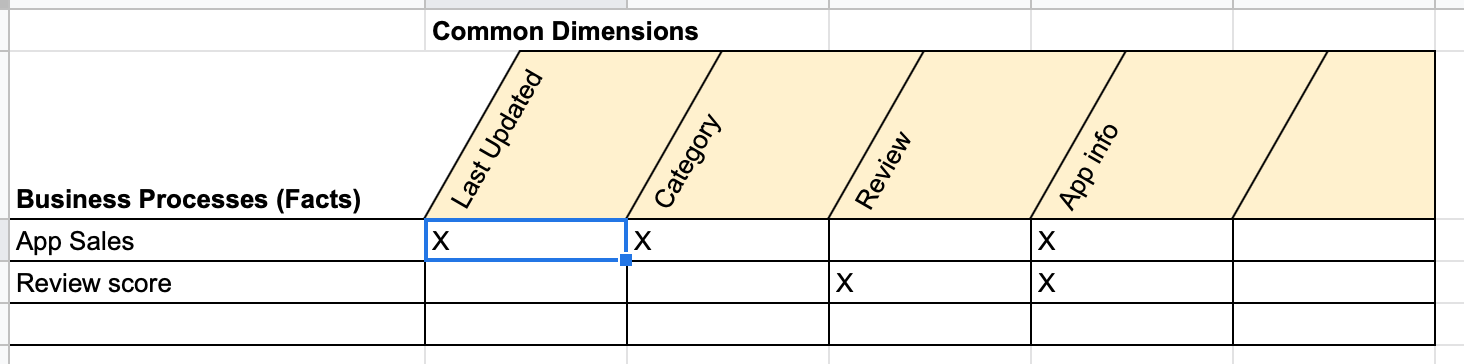 Common Dimensions
Last Updated
Category
Review
App info
Business Processes (Facts)
App Sales X X X
Review score X X